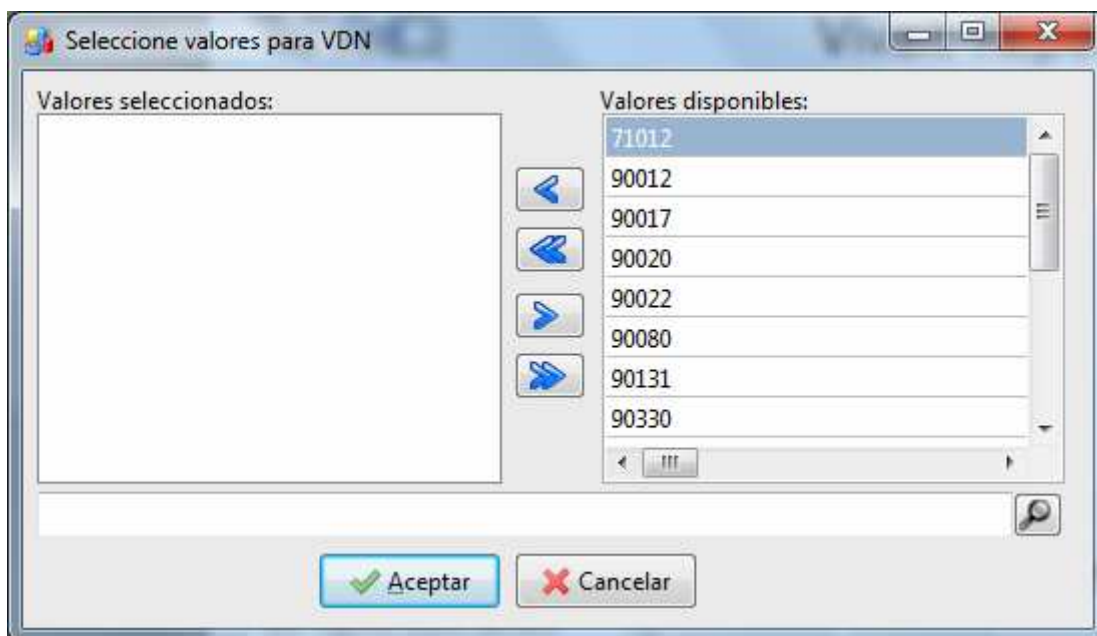 Seleccione valores para VDN
Valores seleccionados:
Valores disponibles:
71012
90012
90017
90020
90022
90080
90131
90330
Aceptar
Cancelar